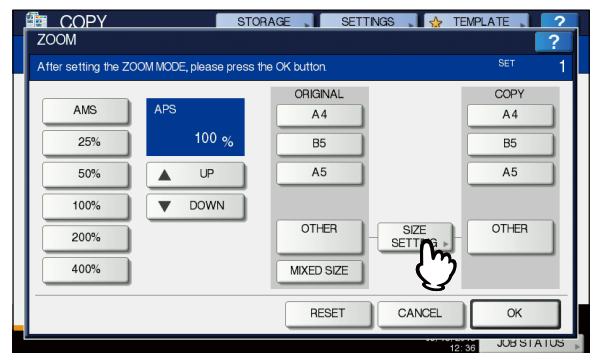 COPY STORAGE SETTINGS TEMPLATE ?
ZOOM ?
After setting the ZOOM MODE, please press the OK button. SET 1
ORIGINAL COPY
AMS APS A4 A4
25% 100 % B5 B5
50% UP A5 A5
100% DOWN
200% OTHER SIZE OTHER
SETTING
400% MIXED SIZE
RESET CANCEL OK
12:36 JOB STATUS